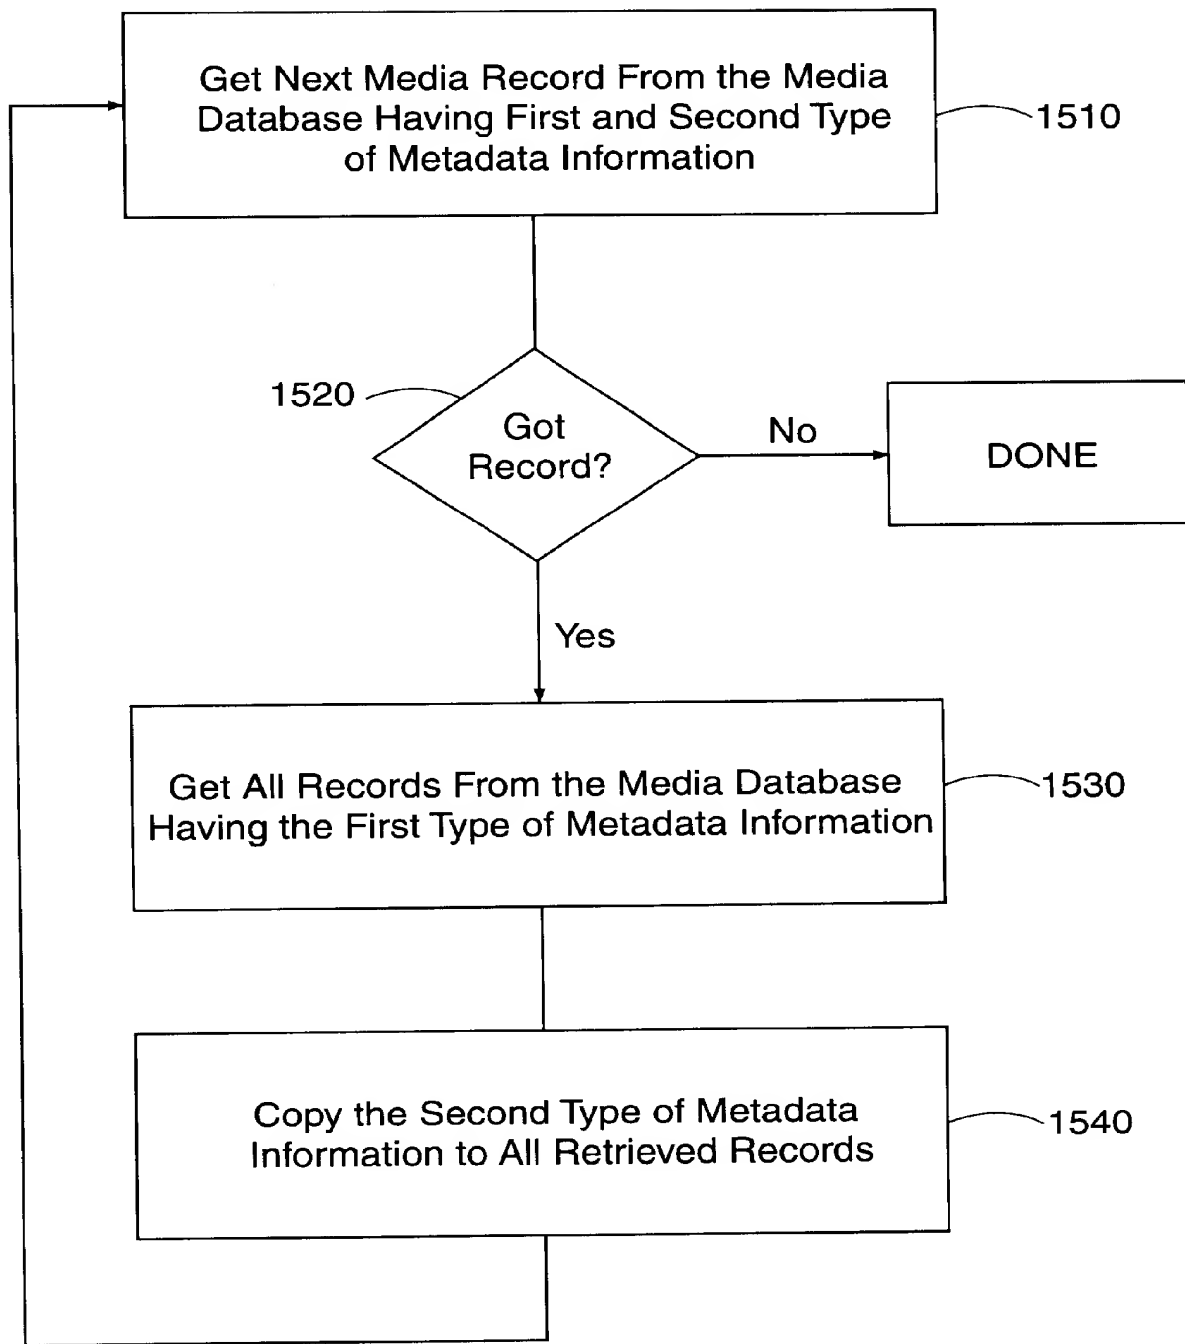 Get Next Media Record From the Media
Database Having First and Second Type
of Metadata Information
1510
1520
Got
Record?
No
DONE
Yes
Get All Records From the Media Database
Having the First Type of Metadata Information
1530
Copy the Second Type of Metadata
Information to All Retrieved Records
1540